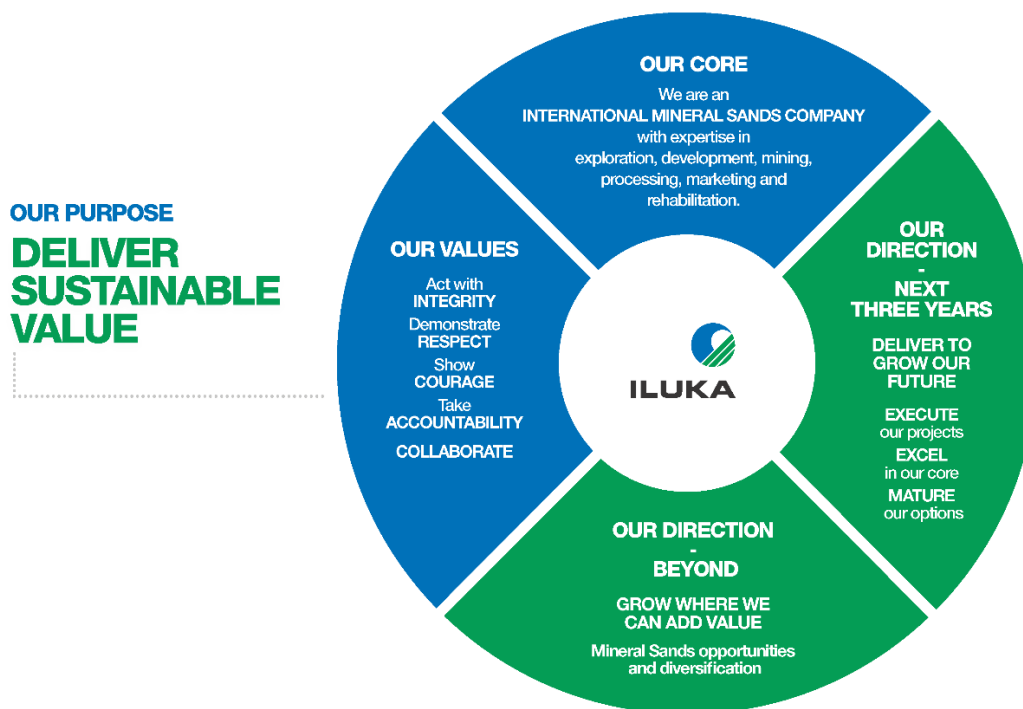 OUR PURPOSE
DELIVER
SUSTAINABLE
VALUE
OUR CORE
We are an
INTERNATIONAL MINERAL SANDS COMPANY
with expertise in
exploration, development, mining,
processing, marketing and
rehabilitation.
OUR VALUES
Act with
INTEGRITY
Demonstrate
RESPECT
Show
COURAGE
Take
ACCOUNTABILITY
COLLABORATE
ILUKA
OUR
DIRECTION
-
NEXT
THREE YEARS
DELIVER TO
GROW OUR
FUTURE
EXECUTE
our projects
EXCEL
in our core
MATURE
our options
OUR DIRECTION
-
BEYOND
GROW WHERE WE
CAN ADD VALUE
Mineral Sands opportunities
and diversification